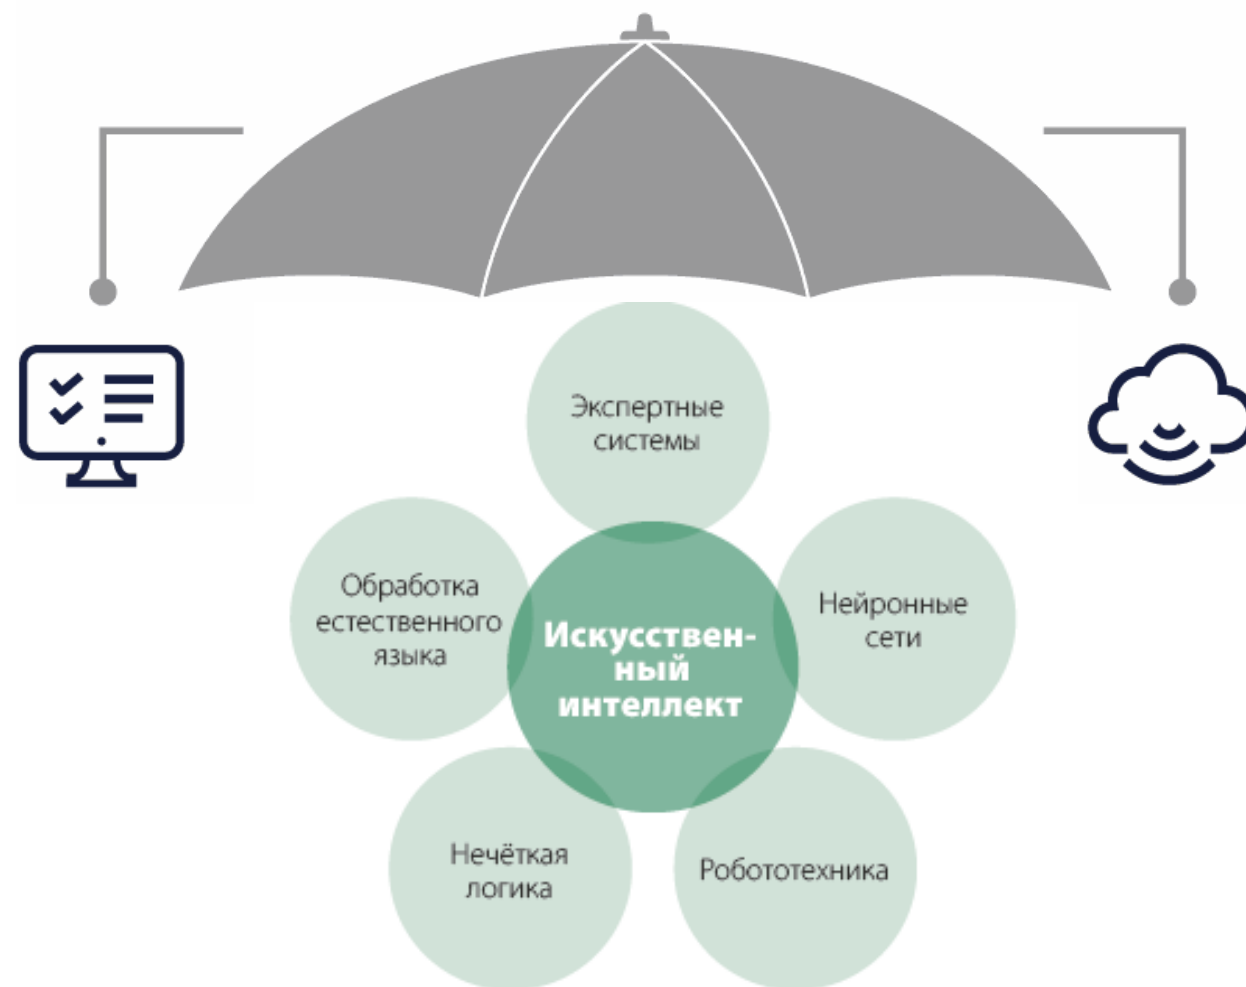 Экспертные
системы
Обработка
естественного
языка
Искусствен-
ный
интеллект
Нейронные
сети
Нечёткая
логика
Робототехника